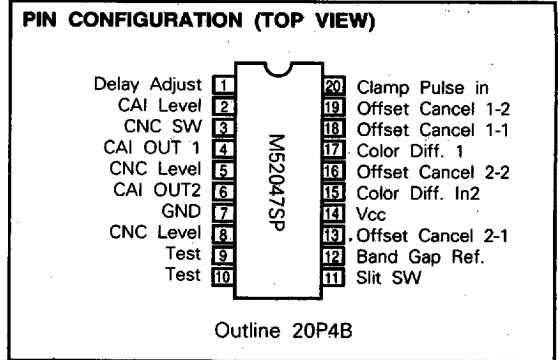 PIN CONFIGURATION (TOP VIEW)
Delay Adjust 1 20 Clamp Pulse in
CAI Level 2 19 Offset Cancel 1-2
CNC SW 3 18 Offset Cancel 1-1
CAI OUT 1 4 17 Color Diff. 1
CNC Level 5 16 Offset Cancel 2-2
CAI OUT2 6 15 Color Diff. In2
GND 7 14 Vcc
CNC Level 8 13 Offset Cancel 2-1
Test 9 12 Band Gap Ref.
Test 10 11 Slit SW
M52047SP
Outline 20P4B